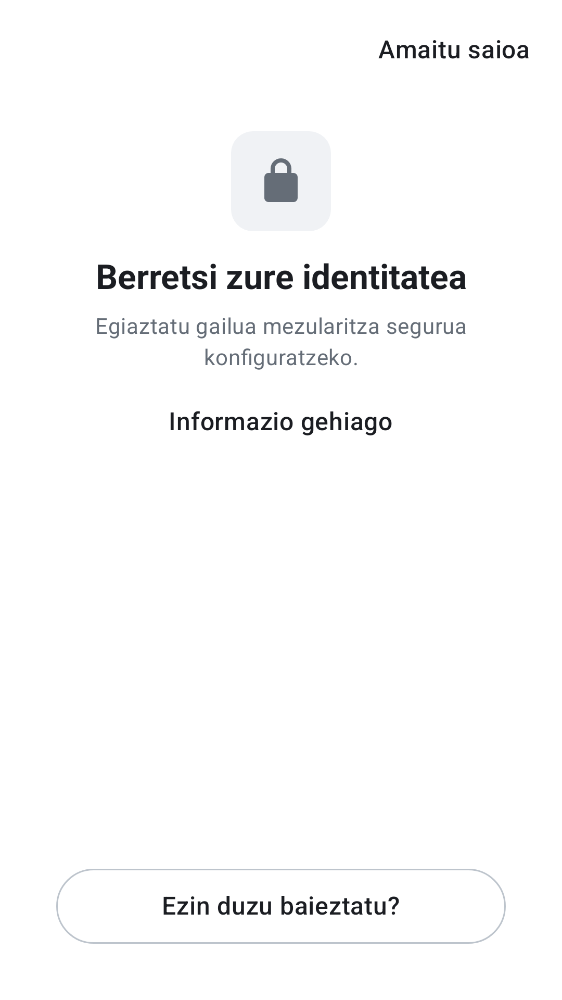 Amaitu saioa
Berretsi zure identitatea
Egiaztatu gailua mezularitza segurua
konfiguratzeko.
Informazio gehiago
Ezin duzu baieztatu?